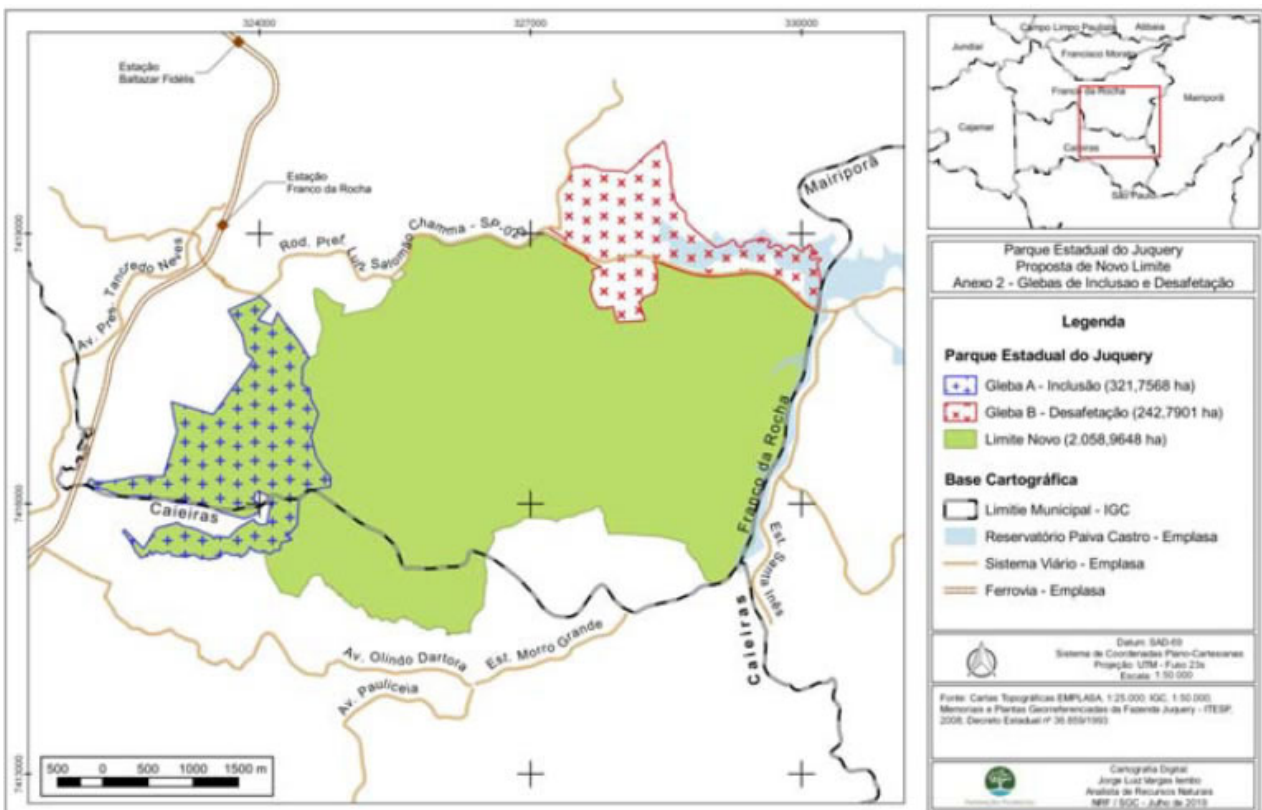 324000
327000
330000
Estação
Baltazar Fidélis
Estação
Franco da Rocha
Mairiporã
7419000
Rod. Pref. Luiz Salomão Chamma - SP-023
Av. Pres. Tancredo Neves
Franco da Rocha
7416000
Caieiras
Est. Santa Inês
Caieiras
Est. Morro Grande
Av. Olindo Dartora
Av. Pauliceia
7413000
500 0 500 1000 1500 m
Campo Limpo Paulista
Atibaia
Jundiaí
Francisco Morato
Franco da Rocha
Mairiporã
Cajamar
Caieiras
São Paulo
Parque Estadual do Juquery
Proposta de Novo Limite
Anexo 2 - Glebas de Inclusao e Desafetação
Legenda
Parque Estadual do Juquery
Gleba A - Inclusão (321,7568 ha)
Gleba B - Desafetação (242,7901 ha)
Limite Novo (2.058,9648 ha)
Base Cartográfica
Limitie Municipal - IGC
Reservatório Paiva Castro - Emplasa
Sistema Viário - Emplasa
Ferrovia - Emplasa
Datum: SAD-69
Sistema de Coordenadas Plano-Cartesianas
Projeção: UTM - Fuso 23s
Escala: 1:50.000
Fonte: Cartas Topográficas EMPLASA, 1:25.000; IGC, 1:50.000;
Memoriais e Plantas Georreferenciadas da Fazenda Juquery - ITESP,
2008; Decreto Estadual nº 36.859/1993
Cartografia Digital
Jorge Luiz Vargas Iembo
Analista de Recursos Naturais
NRF / SGC - Julho de 2018